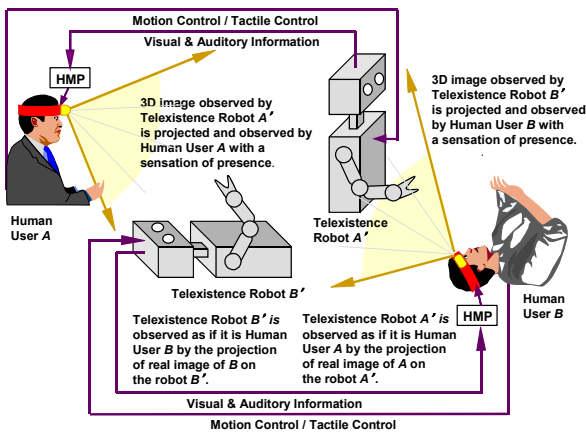 Motion Control / Tactile Control
Visual & Auditory Information
HMP
3D image observed by
Telexistence Robot A′
is projected and observed by
Human User A with a
sensation of presence.
3D image observed by
Telexistence Robot B′
is projected and observed
by Human User B with
a sensation of presence.
Human
User A
Telexistence
Robot A′
Telexistence Robot B′
Human
User B
Telexistence Robot B′ is
observed as if it is Human
User B by the projection
of real image of B on
the robot B′.
Telexistence Robot A′ is
observed as if it is Human
User A by the projection
of real image of A on
the robot A′.
HMP
Visual & Auditory Information
Motion Control / Tactile Control